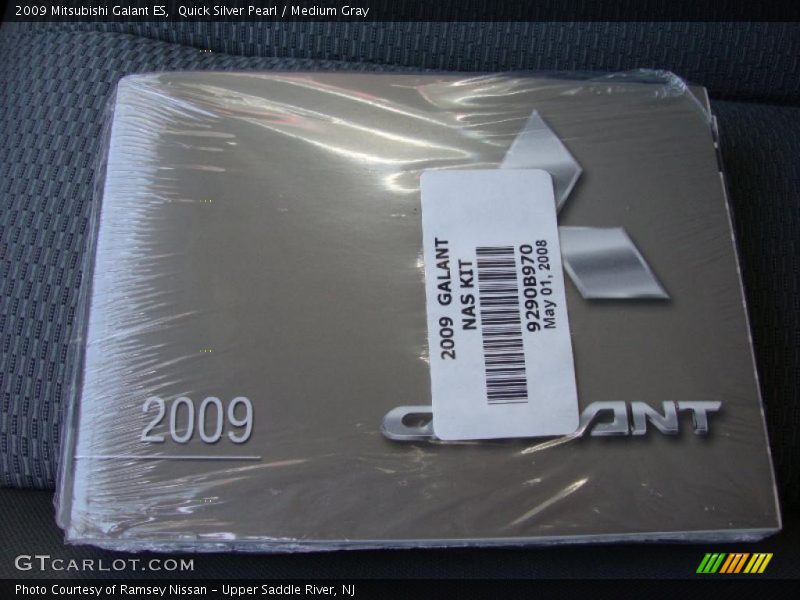 2009 Mitsubishi Galant ES, Quick Silver Pearl / Medium Gray
2009 GALANT
NAS KIT
9290B970
May 01, 2008
2009
ANT
GTCARLOT.COM
Photo Courtesy of Ramsey Nissan - Upper Saddle River, NJ